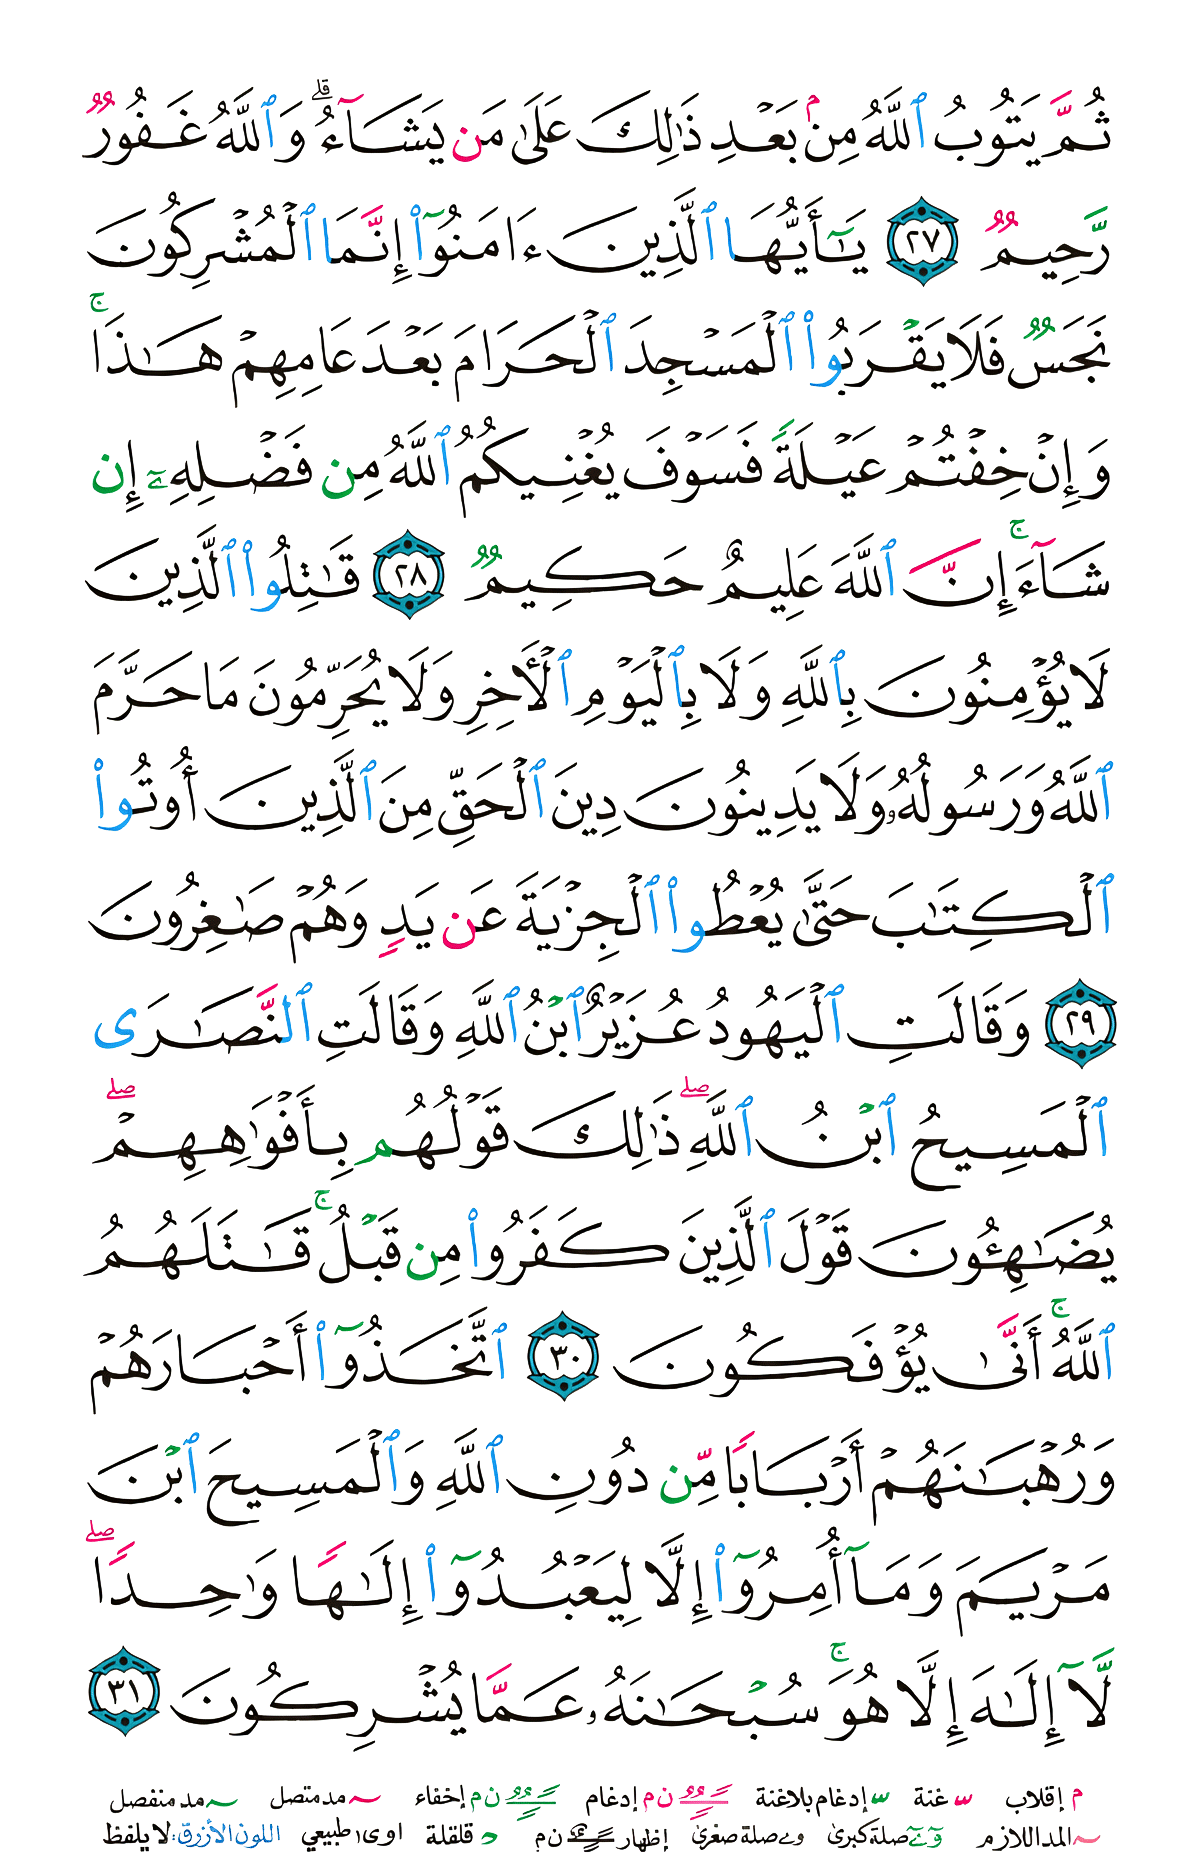 ثُمَّ يَتُوبُ ٱللَّهُ مِنۢ بَعۡدِ ذَٰلِكَ عَلَىٰ مَن يَشَآءُۗ وَٱللَّهُ غَفُورٞ
رَّحِيمٞ ٢٧ يَٰٓأَيُّهَا ٱلَّذِينَ ءَامَنُوٓاْ إِنَّمَا ٱلۡمُشۡرِكُونَ
نَجَسٞ فَلَا يَقۡرَبُواْ ٱلۡمَسۡجِدَ ٱلۡحَرَامَ بَعۡدَ عَامِهِمۡ هَٰذَاۚ
وَإِنۡ خِفۡتُمۡ عَيۡلَةٗ فَسَوۡفَ يُغۡنِيكُمُ ٱللَّهُ مِن فَضۡلِهِۦٓ إِن
شَآءَۚ إِنَّ ٱللَّهَ عَلِيمٌ حَكِيمٞ ٢٨ قَٰتِلُواْ ٱلَّذِينَ
لَا يُؤۡمِنُونَ بِٱللَّهِ وَلَا بِٱلۡيَوۡمِ ٱلۡأٓخِرِ وَلَا يُحَرِّمُونَ مَا حَرَّمَ
ٱللَّهُ وَرَسُولُهُۥ وَلَا يَدِينُونَ دِينَ ٱلۡحَقِّ مِنَ ٱلَّذِينَ أُوتُواْ
ٱلۡكِتَٰبَ حَتَّىٰ يُعۡطُواْ ٱلۡجِزۡيَةَ عَن يَدٖ وَهُمۡ صَٰغِرُونَ
٢٩ وَقَالَتِ ٱلۡيَهُودُ عُزَيۡرٌ ٱبۡنُ ٱللَّهِ وَقَالَتِ ٱلنَّصَٰرَى
ٱلۡمَسِيحُ ٱبۡنُ ٱللَّهِۖ ذَٰلِكَ قَوۡلُهُم بِأَفۡوَٰهِهِمۡۖ
يُضَٰهِـُٔونَ قَوۡلَ ٱلَّذِينَ كَفَرُواْ مِن قَبۡلُۚ قَٰتَلَهُمُ
ٱللَّهُۚ أَنَّىٰ يُؤۡفَكُونَ ٣٠ ٱتَّخَذُوٓاْ أَحۡبَارَهُمۡ
وَرُهۡبَٰنَهُمۡ أَرۡبَابٗا مِّن دُونِ ٱللَّهِ وَٱلۡمَسِيحَ ٱبۡنَ
مَرۡيَمَ وَمَآ أُمِرُوٓاْ إِلَّا لِيَعۡبُدُوٓاْ إِلَٰهٗا وَٰحِدٗاۖ
لَّآ إِلَٰهَ إِلَّا هُوَۚ سُبۡحَٰنَهُۥ عَمَّا يُشۡرِكُونَ ٣١
م إقلاب غنة إدغام بلاغنة ن م إدغام ن م إخفاء مد متصل مد منفصل
المد اللازم صلة كبرى و ے صلة صغرى إظهار ن م قلقلة اوى طبيعي اللون الأزرق: لا يلفظ